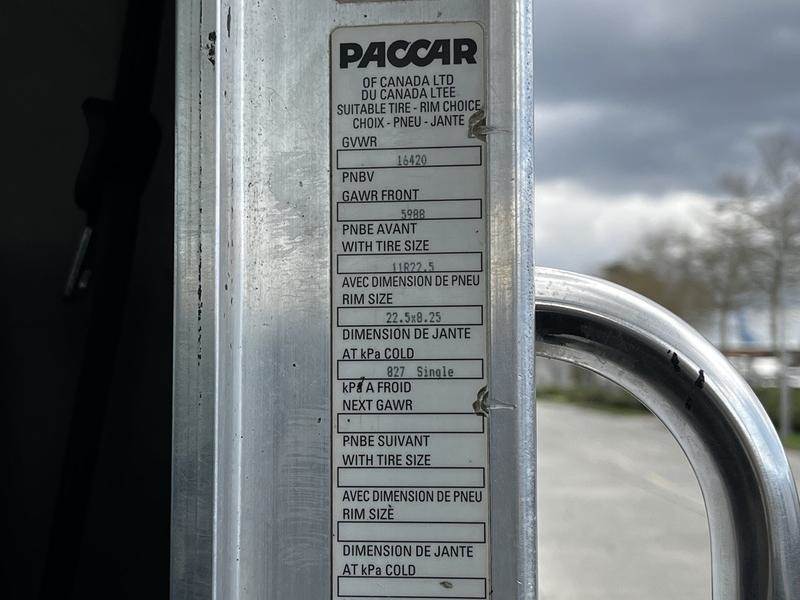 PACCAR
OF CANADA LTD
DU CANADA LTEE
SUITABLE TIRE - RIM CHOICE
CHOIX - PNEU - JANTE
GVWR
16420
PNBV
GAWR FRONT
5988
PNBE AVANT
WITH TIRE SIZE
11R22.5
AVEC DIMENSION DE PNEU
RIM SIZE
22.5x8.25
DIMENSION DE JANTE
AT kPa COLD
827 Single
kPa A FROID
NEXT GAWR
PNBE SUIVANT
WITH TIRE SIZE
AVEC DIMENSION DE PNEU
RIM SIZE
DIMENSION DE JANTE
AT kPa COLD